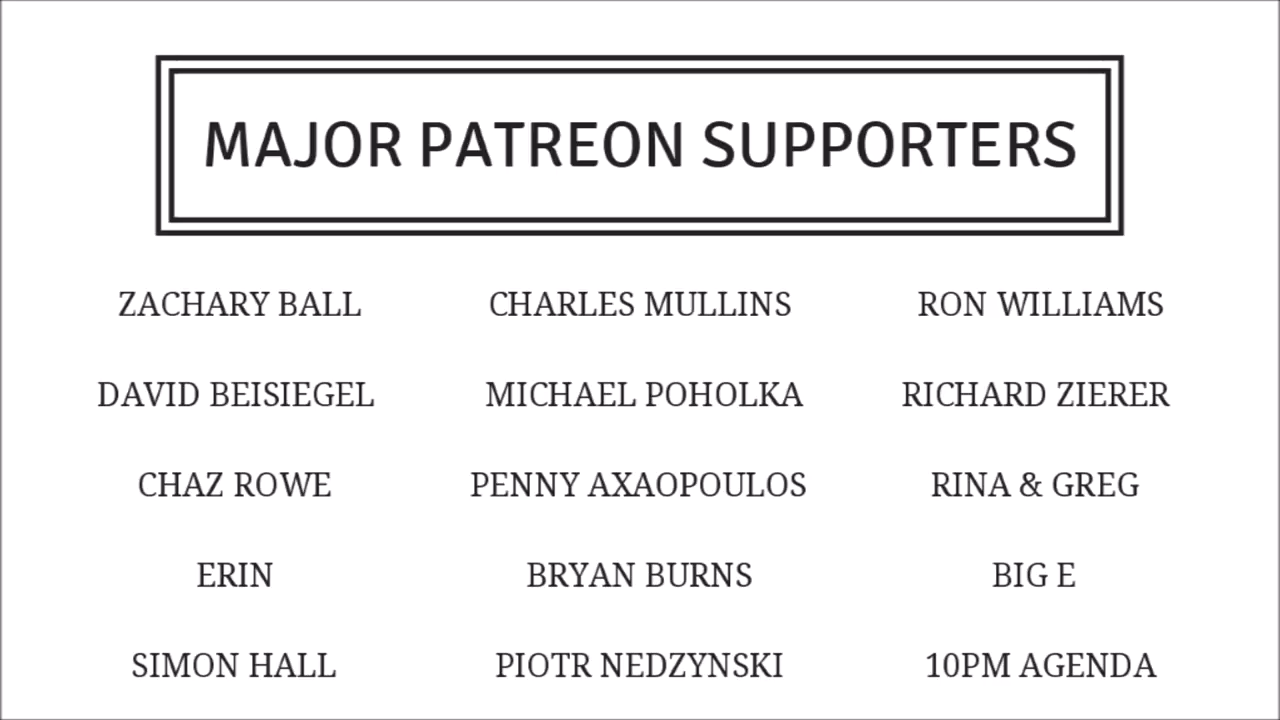 MAJOR PATREON SUPPORTERS
ZACHARY BALL CHARLES MULLINS RON WILLIAMS
DAVID BEISIEGEL MICHAEL POHOLKA RICHARD ZIERER
CHAZ ROWE PENNY AXAOPOULOS RINA & GREG
ERIN BRYAN BURNS BIG E
SIMON HALL PIOTR NEDZYNSKI 10PM AGENDA